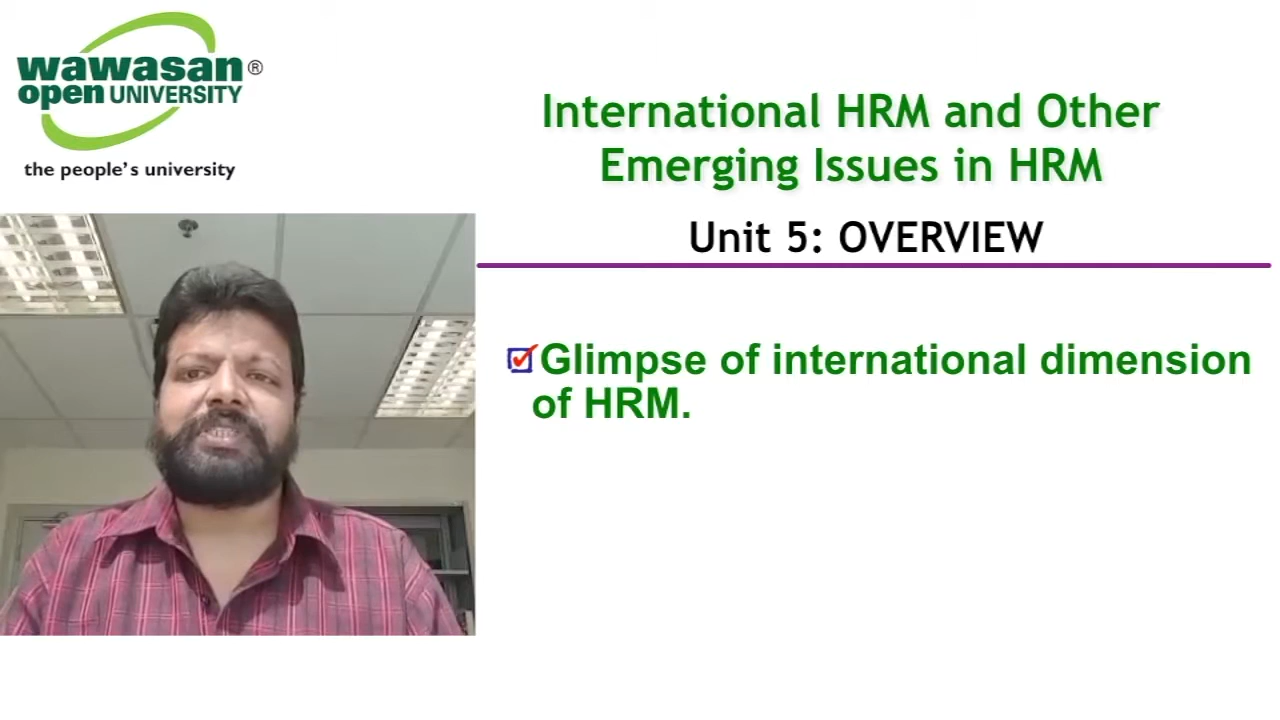 wawasan®
open UNIVERSITY
the people's university
International HRM and Other
Emerging Issues in HRM
Unit 5: OVERVIEW
Glimpse of international dimension
of HRM.